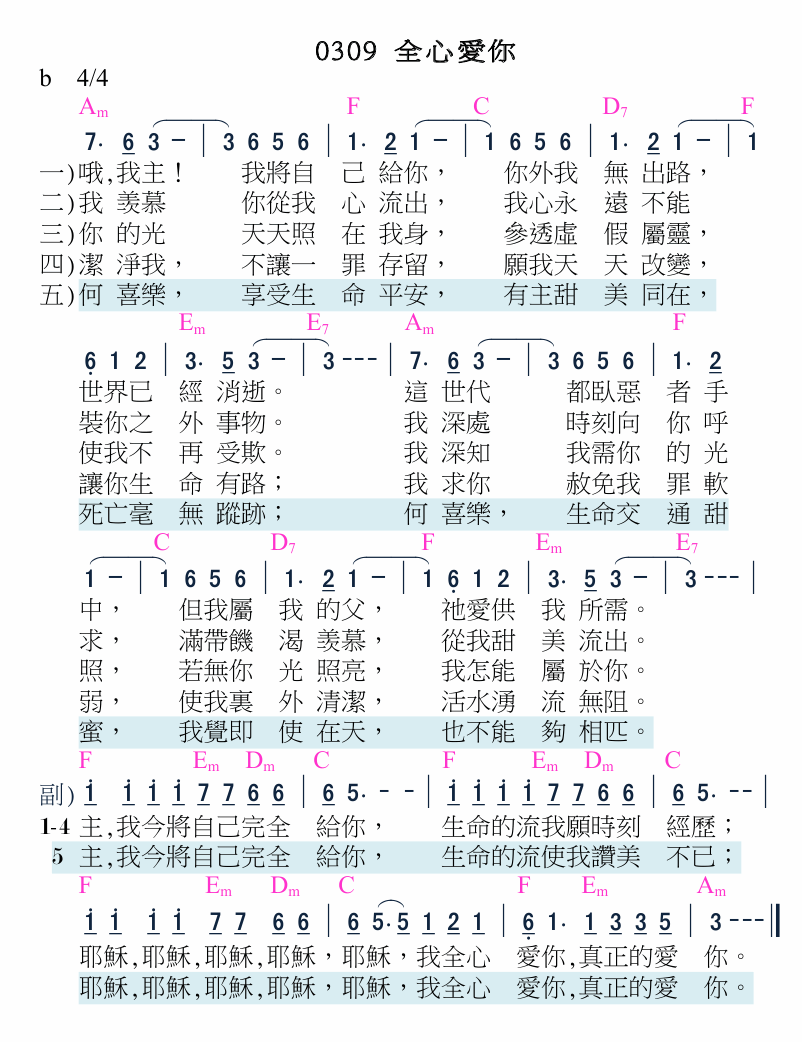 0309 全心愛你
b 4/4
Am F C D7 F
7. 6 3 - | 3 6 5 6 | 1. 2 1 - | 1 6 5 6 | 1. 2 1 - | 1
一)哦,我主! 我將自 己 給你, 你外我 無 出路,
二)我 羨慕 你從我 心 流出, 我心永 遠 不能
三)你 的光 天天照 在 我身, 參透虛 假 屬靈,
四)潔 淨我, 不讓一 罪 存留, 願我天 天 改變,
五)何 喜樂, 享受生 命 平安, 有主甜 美 同在,
Em E7 Am F
6 1 2 | 3. 5 3 - | 3 --- | 7. 6 3 - | 3 6 5 6 | 1. 2
世界已 經 消逝。 這 世代 都臥惡 者 手
裝你之 外 事物。 我 深處 時刻向 你 呼
使我不 再 受欺。 我 深知 我需你 的 光
讓你生 命 有路; 我 求你 赦免我 罪 軟
死亡毫 無 蹤跡; 何 喜樂, 生命交 通 甜
C D7 F Em E7
1 - | 1 6 5 6 | 1. 2 1 - | 1 6 1 2 | 3. 5 3 - | 3 --- |
中, 但我屬 我 的父, 祂愛供 我 所需。
求, 滿帶饑 渴 羨慕, 從我甜 美 流出。
照, 若無你 光 照亮, 我怎能 屬 於你。
弱, 使我裏 外 清潔, 活水湧 流 無阻。
蜜, 我覺即 使 在天, 也不能 夠 相匹。
F Em Dm C F Em Dm C
副) 1 1 1 1 7 7 6 6 | 6 5. - - | 1 1 1 1 7 7 6 6 | 6 5. -- |
1-4 主,我今將自己完全 給你, 生命的流我願時刻 經歷;
5 主,我今將自己完全 給你, 生命的流使我讚美 不已;
F Em Dm C F Em Am
1 1 1 1 7 7 6 6 | 6 5. 5 1 2 1 | 6 1. 1 3 3 5 | 3 --- ||
耶穌,耶穌,耶穌,耶穌,耶穌,我全心 愛你,真正的愛 你。
耶穌,耶穌,耶穌,耶穌,耶穌,我全心 愛你,真正的愛 你。